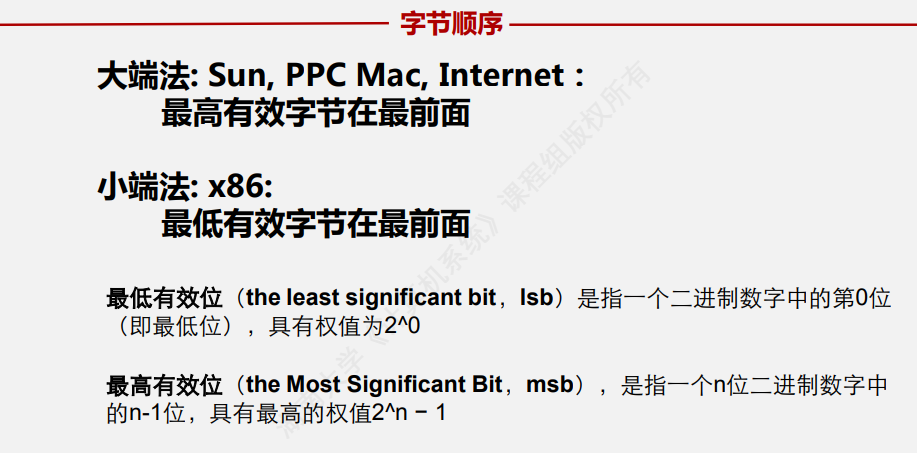 字节顺序
大端法: Sun, PPC Mac, Internet：
最高有效字节在最前面
小端法: x86:
最低有效字节在最前面
最低有效位（the least significant bit，lsb）是指一个二进制数字中的第0位
（即最低位），具有权值为2^0
最高有效位（the Most Significant Bit，msb），是指一个n位二进制数字中
的n-1位，具有最高的权值2^n − 1
大学《 机系统》课程组版权所有